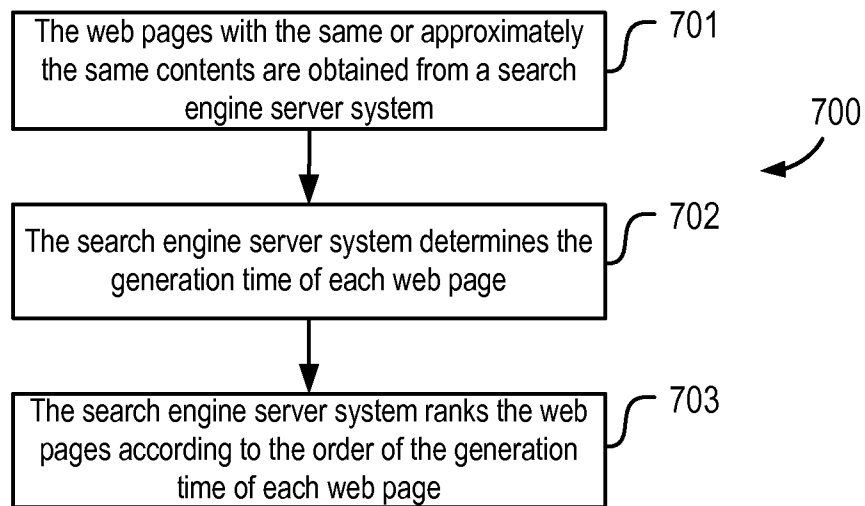 The web pages with the same or approximately
the same contents are obtained from a search
engine server system
701
700
The search engine server system determines the
generation time of each web page
702
The search engine server system ranks the web
pages according to the order of the generation
time of each web page
703